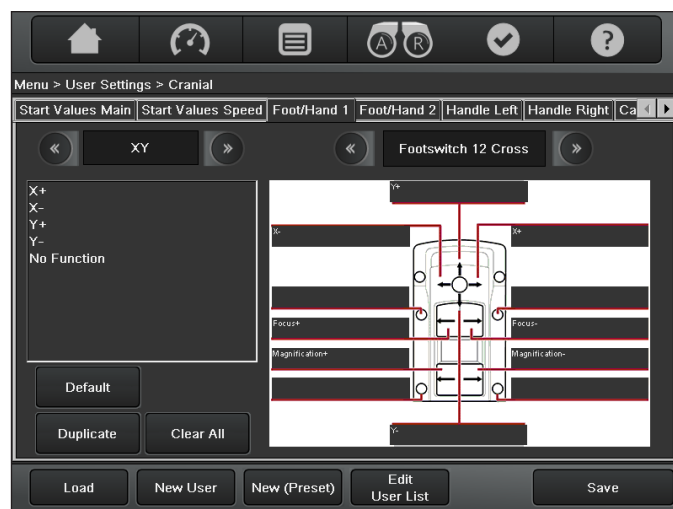 A R ?
Menu > User Settings > Cranial
Start Values Main Start Values Speed Foot/Hand 1 Foot/Hand 2 Handle Left Handle Right Ca
« XY » « Footswitch 12 Cross »
X+
X-
Y+
Y-
No Function
Y+
X- X+
Focus+ Focus-
Magnification+ Magnification-
Y-
Default
Duplicate Clear All
Load New User New (Preset) Edit User List Save